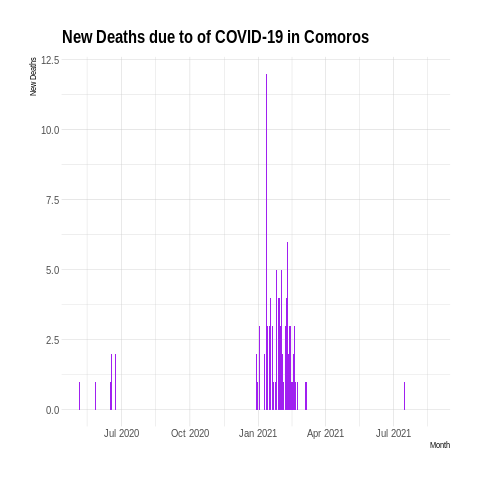 New Deaths due to of COVID-19 in Comoros
New Deaths
12.5
10.0
7.5
5.0
2.5
0.0
Jul 2020 Oct 2020 Jan 2021 Apr 2021 Jul 2021
Month